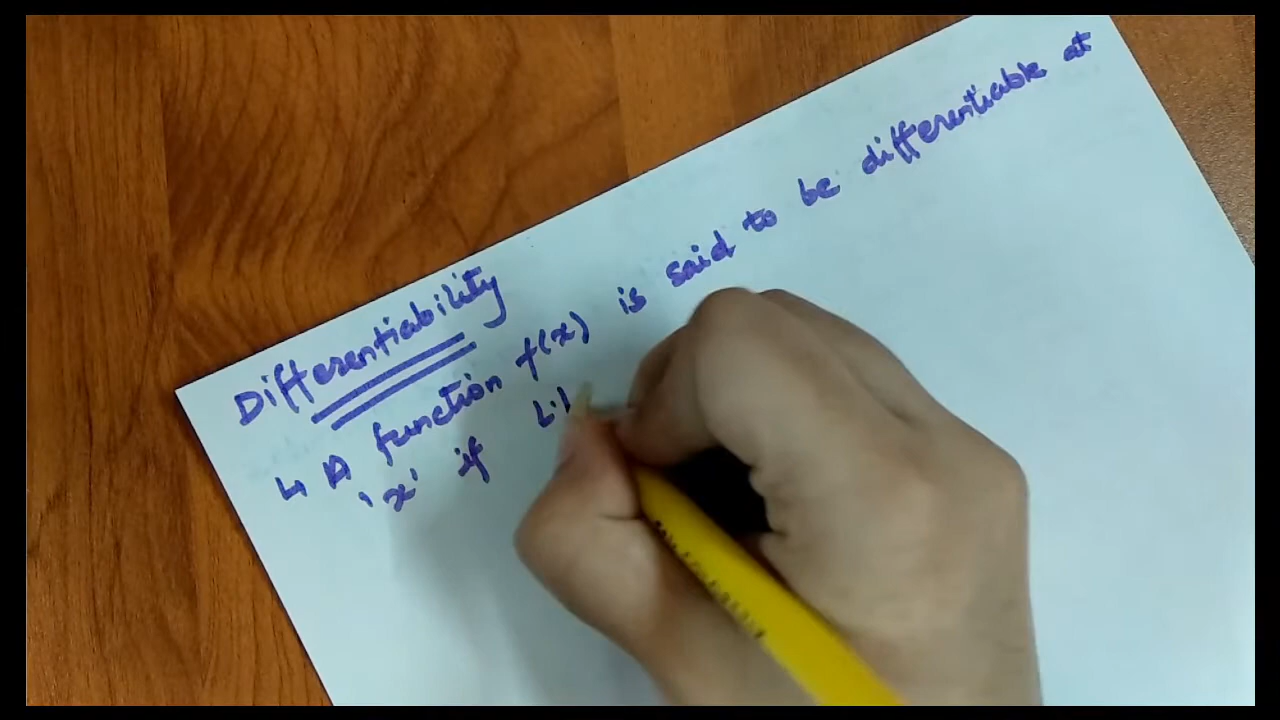 Differentiability
↳ A function f(x) is said to be differentiable at
'x' if L.